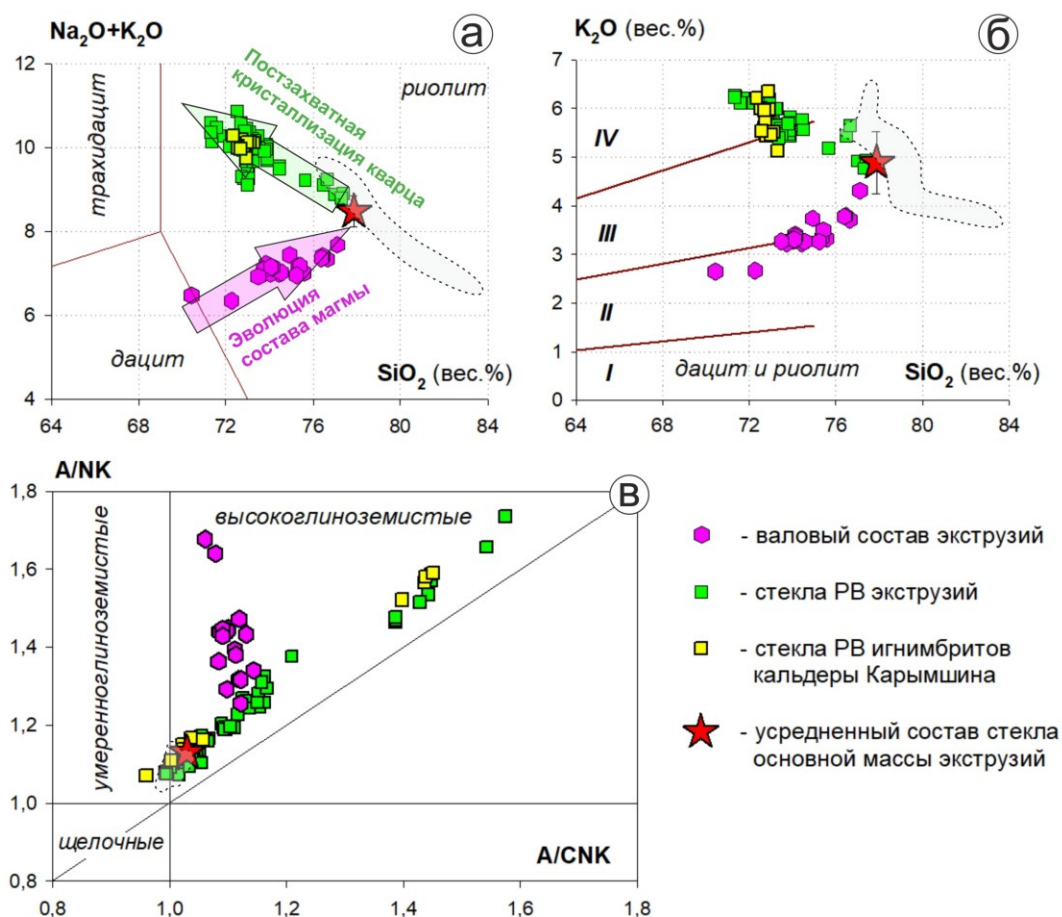 Na₂O+K₂O
а
12
10
8
6
4
трахидацит
риолит
Постзахватная
кристаллизация кварца
Эволюция
состава магмы
дацит
SiO₂ (вес.%)
64 68 72 76 80 84
K₂O (вес.%)
б
7
6
5
4
3
2
1
0
IV
III
II
I
дацит и риолит
SiO₂ (вес.%)
64 68 72 76 80 84
A/NK
в
1,8
1,6
1,4
1,2
1,0
0,8
умеренноглиноземистые
высокоглиноземистые
щелочные
A/CNK
0,8 1,0 1,2 1,4 1,6 1,8
- валовый состав экструзий
- стекла РВ экструзий
- стекла РВ игнимбритов
кальдеры Карымшина
- усредненный состав стекла
основной массы экструзий